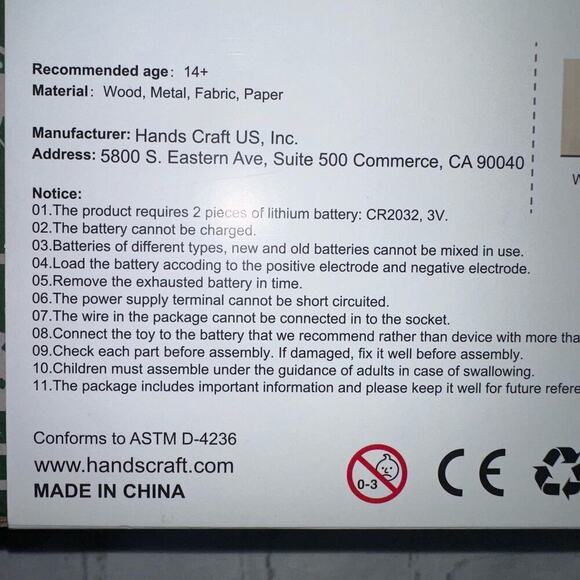 Recommended age: 14+
Material: Wood, Metal, Fabric, Paper
Manufacturer: Hands Craft US, Inc.
Address: 5800 S. Eastern Ave, Suite 500 Commerce, CA 90040
Notice:
01.The product requires 2 pieces of lithium battery: CR2032, 3V.
02.The battery cannot be charged.
03.Batteries of different types, new and old batteries cannot be mixed in use.
04.Load the battery accoding to the positive electrode and negative electrode.
05.Remove the exhausted battery in time.
06.The power supply terminal cannot be short circuited.
07.The wire in the package cannot be connected in to the socket.
08.Connect the toy to the battery that we recommend rather than device with more tha
09.Check each part before assembly. If damaged, fix it well before assembly.
10.Children must assemble under the guidance of adults in case of swallowing.
11.The package includes important information and please keep it well for future refere
Conforms to ASTM D-4236
www.handscraft.com
MADE IN CHINA
0-3
CE
W